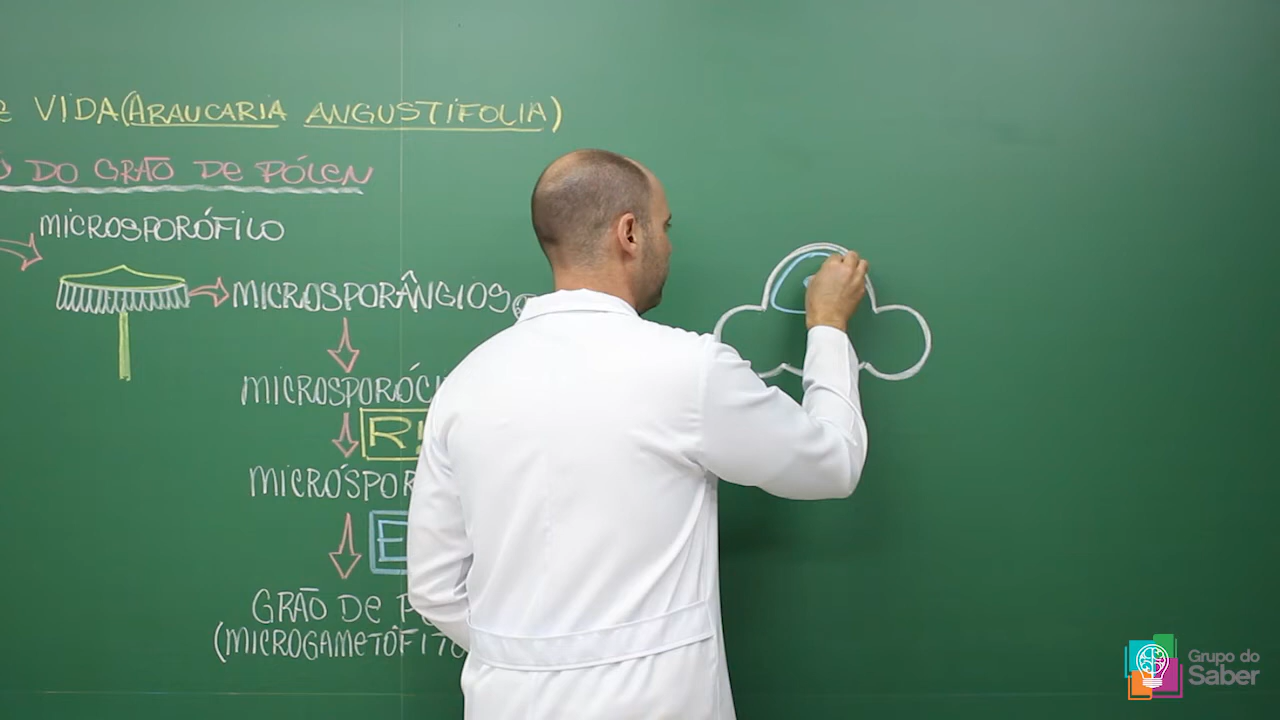 VIDA (ARAUCARIA ANGUSTIFOLIA)
DO GRÃO DE PÓLEN
MICROSPORÓFILO
MICROSPORÂNGIOS
MICROSPORÓC
R!
MICRÓSPOR
E
GRÃO DE P
(MICROGAMETÓFITO
Grupo do
Saber